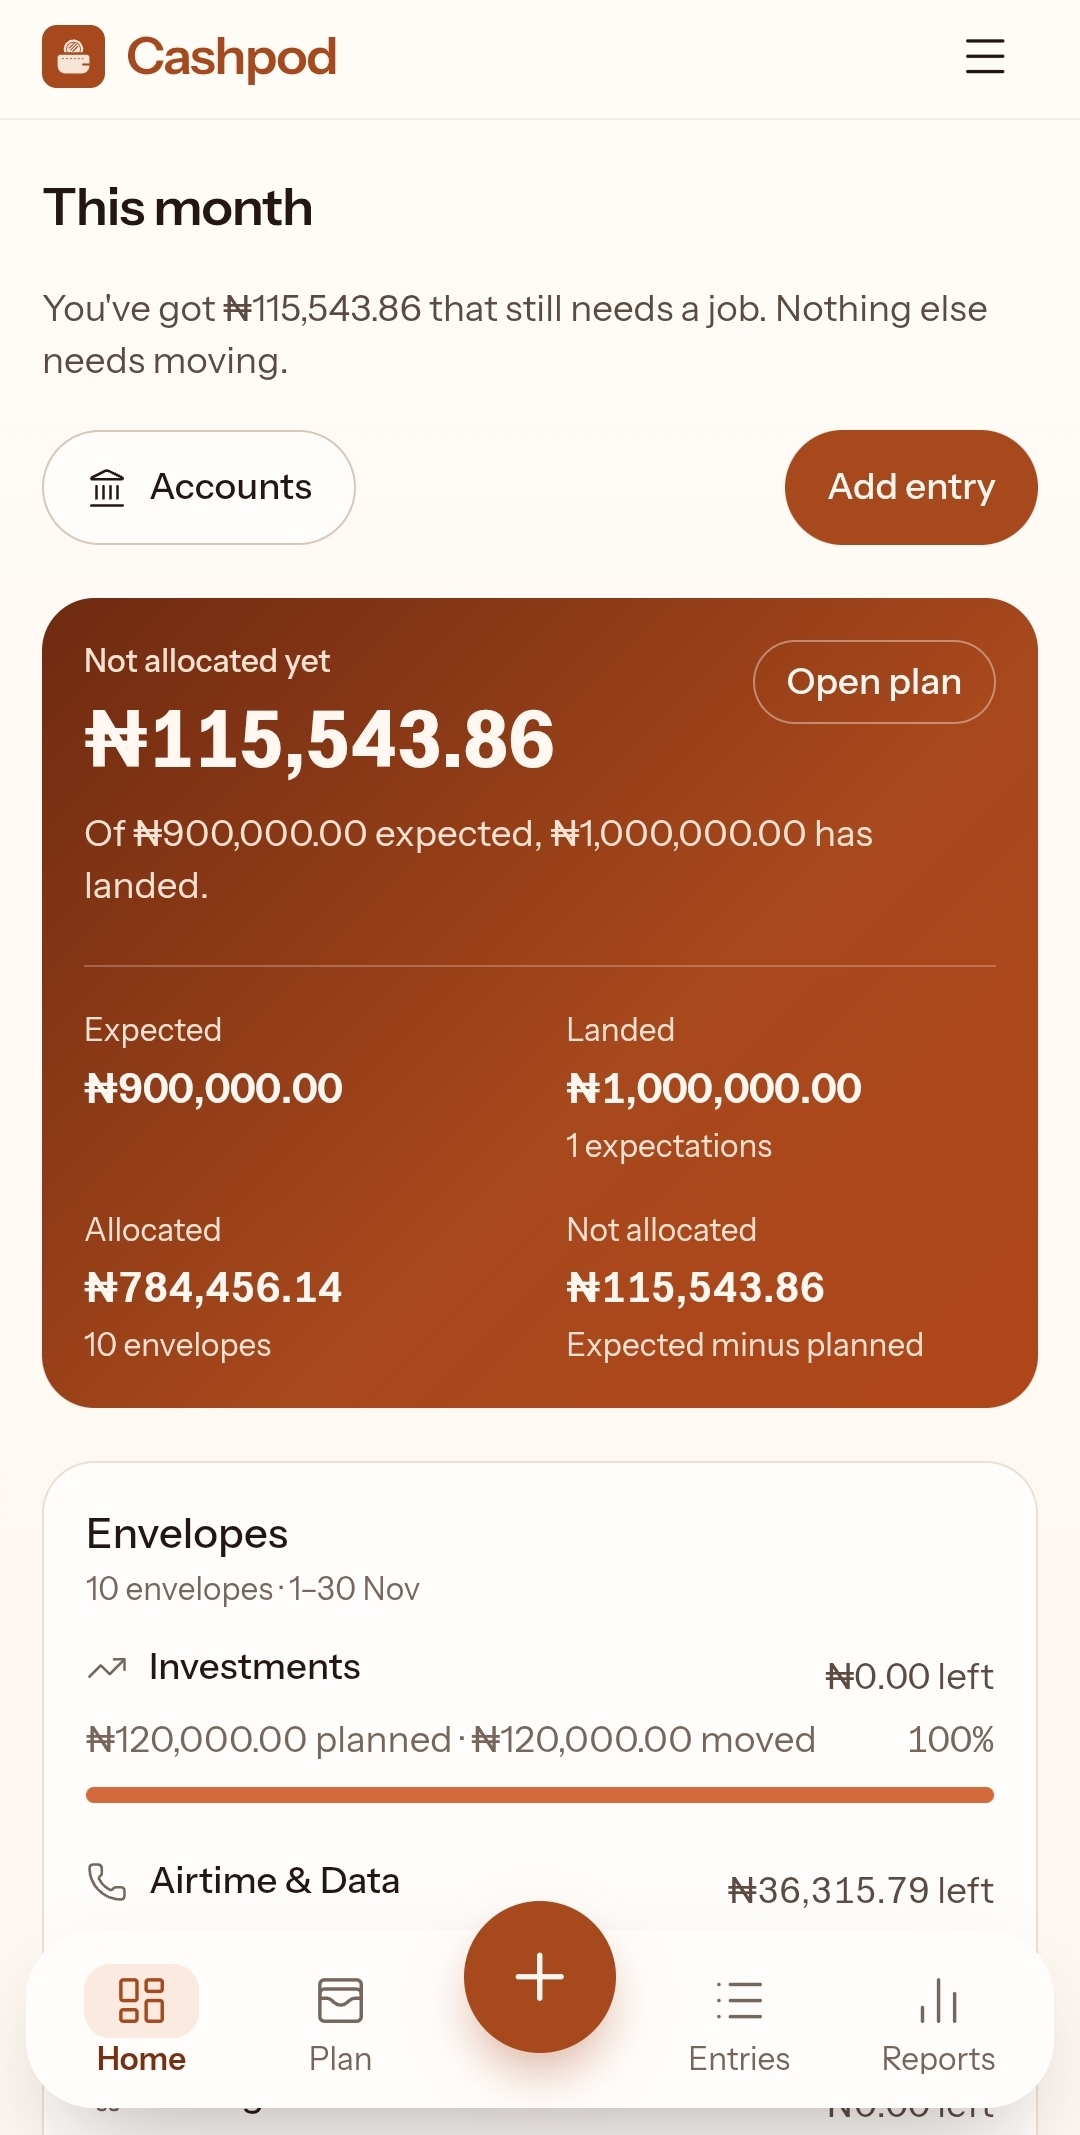 Cashpod
This month
You've got ₦115,543.86 that still needs a job. Nothing else
needs moving.
Accounts
Add entry
Not allocated yet
Open plan
₦115,543.86
Of ₦900,000.00 expected, ₦1,000,000.00 has
landed.
Expected
Landed
₦900,000.00
₦1,000,000.00
1 expectations
Allocated
Not allocated
₦784,456.14
₦115,543.86
10 envelopes
Expected minus planned
Envelopes
10 envelopes · 1–30 Nov
Investments
₦0.00 left
₦120,000.00 planned · ₦120,000.00 moved
100%
Airtime & Data
₦36,315.79 left
Home
Plan
Entries
Reports
₦0.00 left